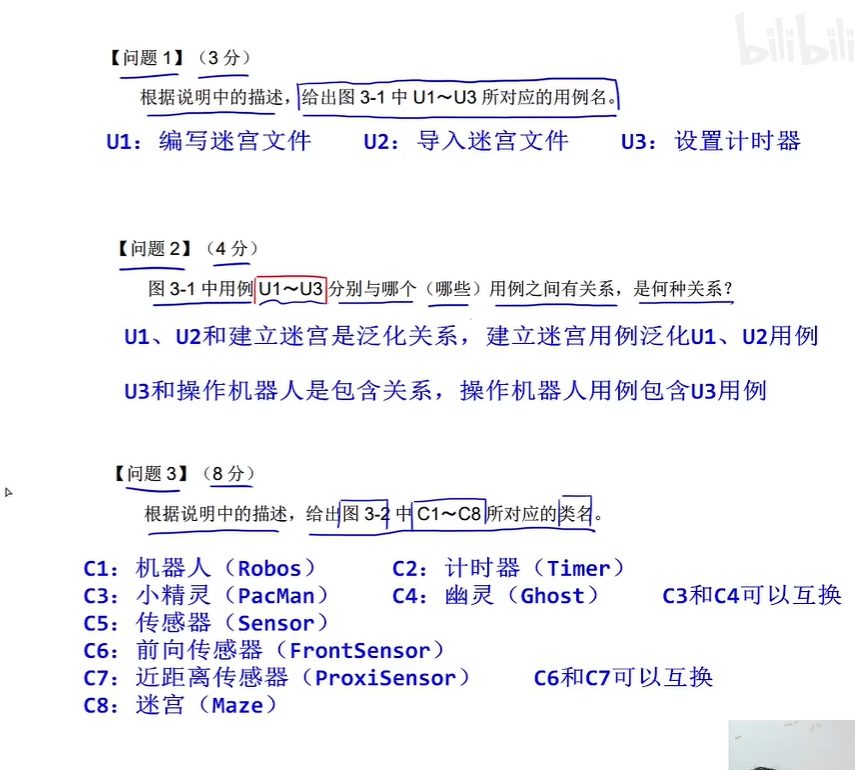 bilibili
【问题 1】（3 分）
根据说明中的描述，给出图 3-1 中 U1～U3 所对应的用例名。
U1：编写迷宫文件 U2：导入迷宫文件 U3：设置计时器
【问题 2】（4 分）
图 3-1 中用例 U1～U3 分别与哪个（哪些）用例之间有关系，是何种关系？
U1、U2和建立迷宫是泛化关系，建立迷宫用例泛化U1、U2用例
U3和操作机器人是包含关系，操作机器人用例包含U3用例
【问题 3】（8 分）
根据说明中的描述，给出图 3-2 中 C1～C8 所对应的类名。
C1：机器人（Robos） C2：计时器（Timer）
C3：小精灵（PacMan） C4：幽灵（Ghost） C3和C4可以互换
C5：传感器（Sensor）
C6：前向传感器（FrontSensor）
C7：近距离传感器（ProxiSensor） C6和C7可以互换
C8：迷宫（Maze）